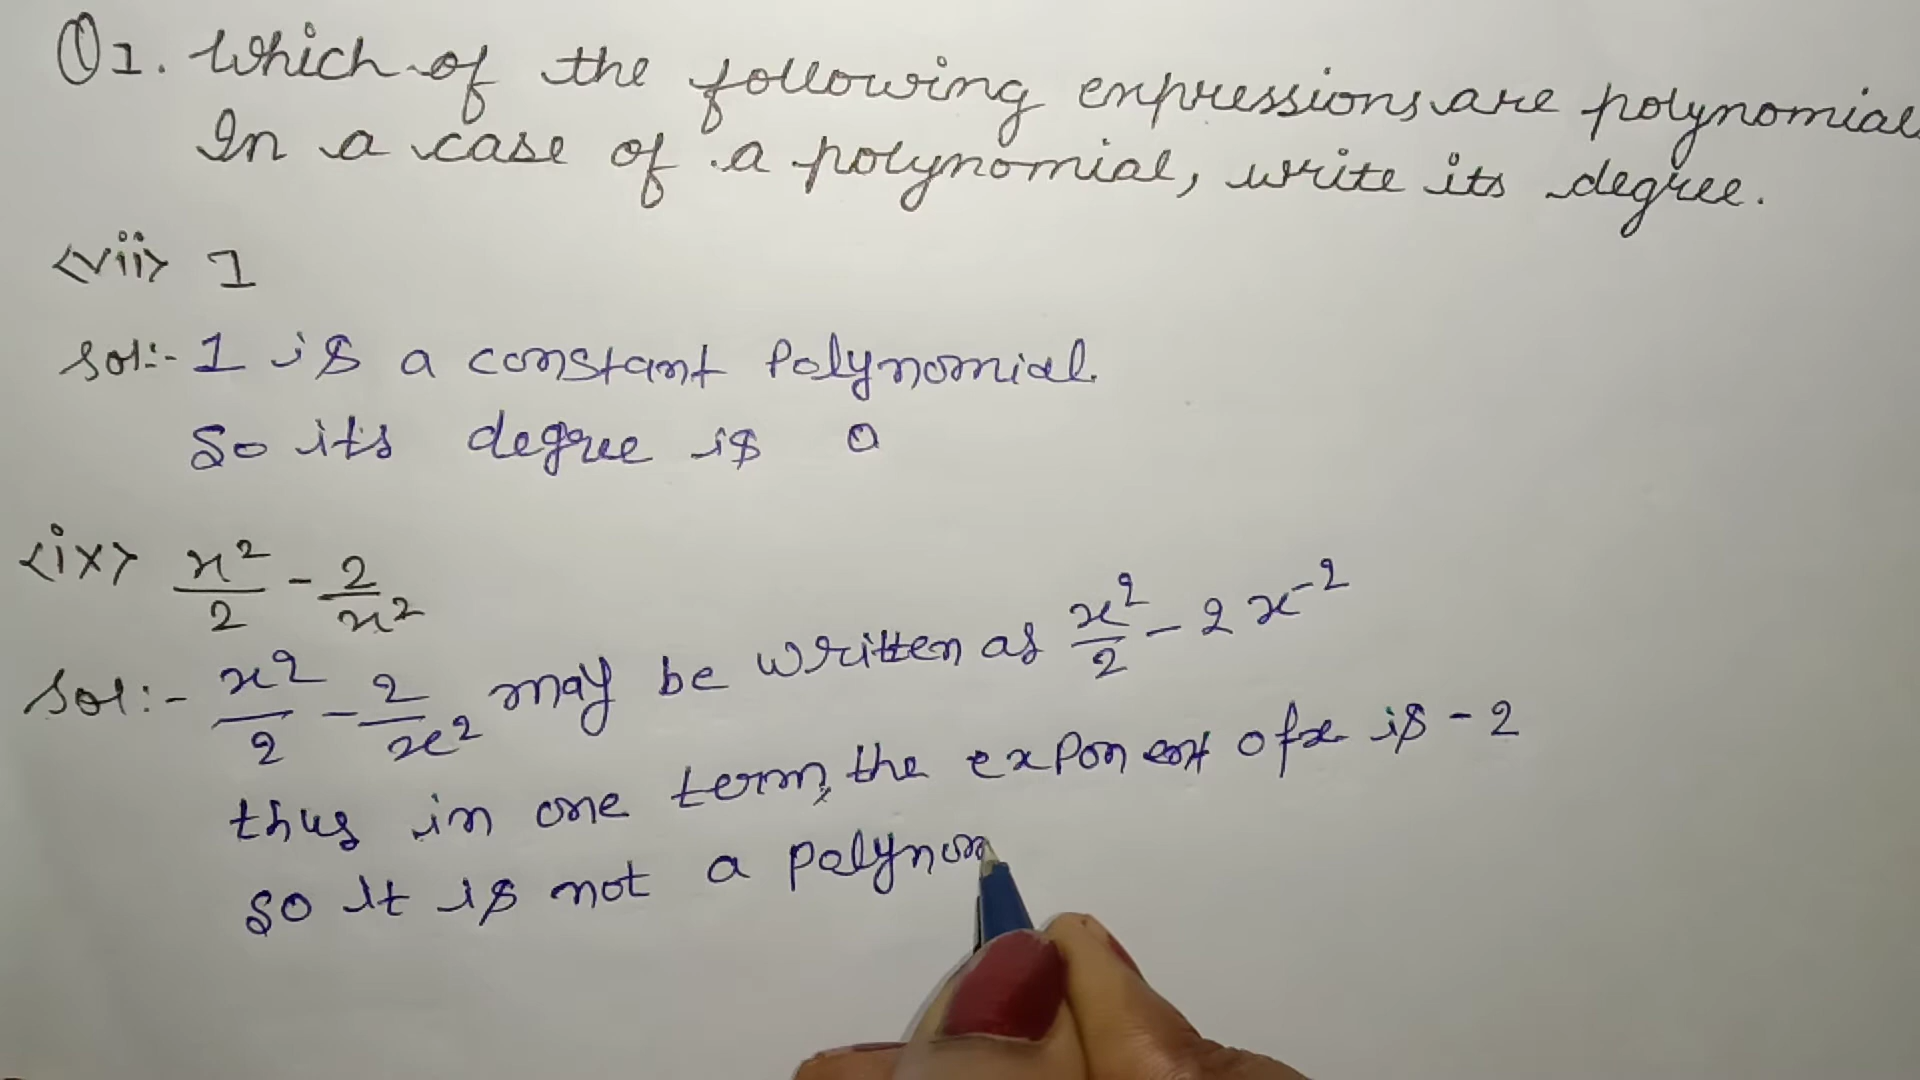 Q1. Which of the following expressions are polynomial
In a case of a polynomial, write its degree.
<vii> 1
Sol:- 1 is a constant Polynomial.
So its degree is 0
<ix> x²/2 - 2/x²
Sol:- x²/2 - 2/x² may be written as x²/2 - 2x⁻²
thus in one term, the exponent of x is -2
so it is not a polynom